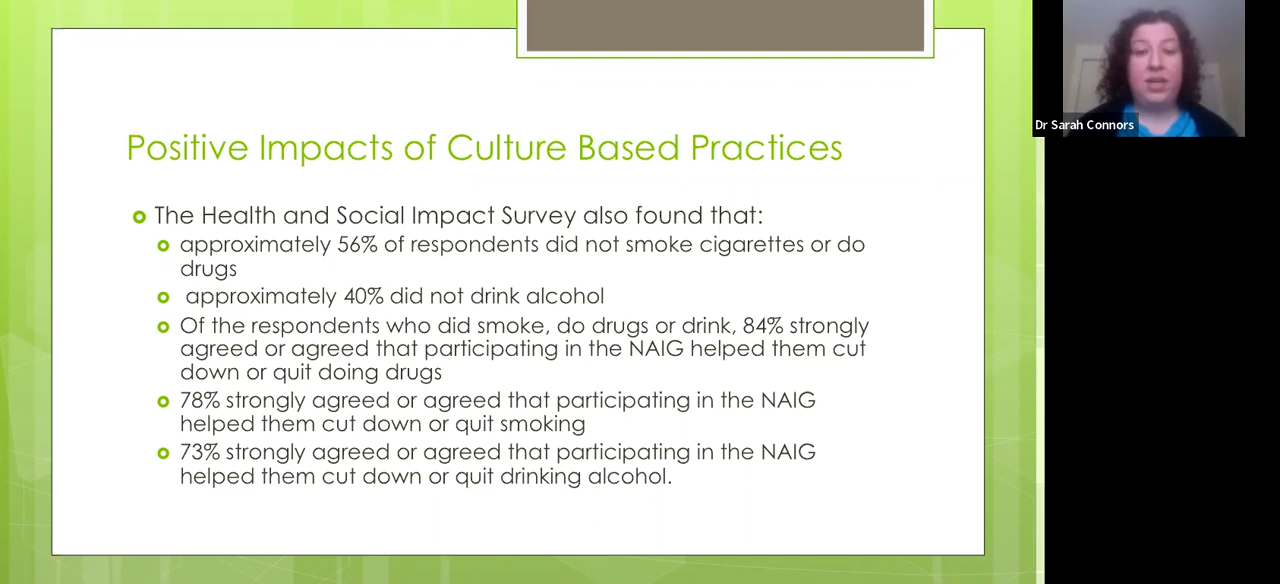 Positive Impacts of Culture Based Practices
The Health and Social Impact Survey also found that:
approximately 56% of respondents did not smoke cigarettes or do
drugs
approximately 40% did not drink alcohol
Of the respondents who did smoke, do drugs or drink, 84% strongly
agreed or agreed that participating in the NAIG helped them cut
down or quit doing drugs
78% strongly agreed or agreed that participating in the NAIG
helped them cut down or quit smoking
73% strongly agreed or agreed that participating in the NAIG
helped them cut down or quit drinking alcohol.
Dr Sarah Connors